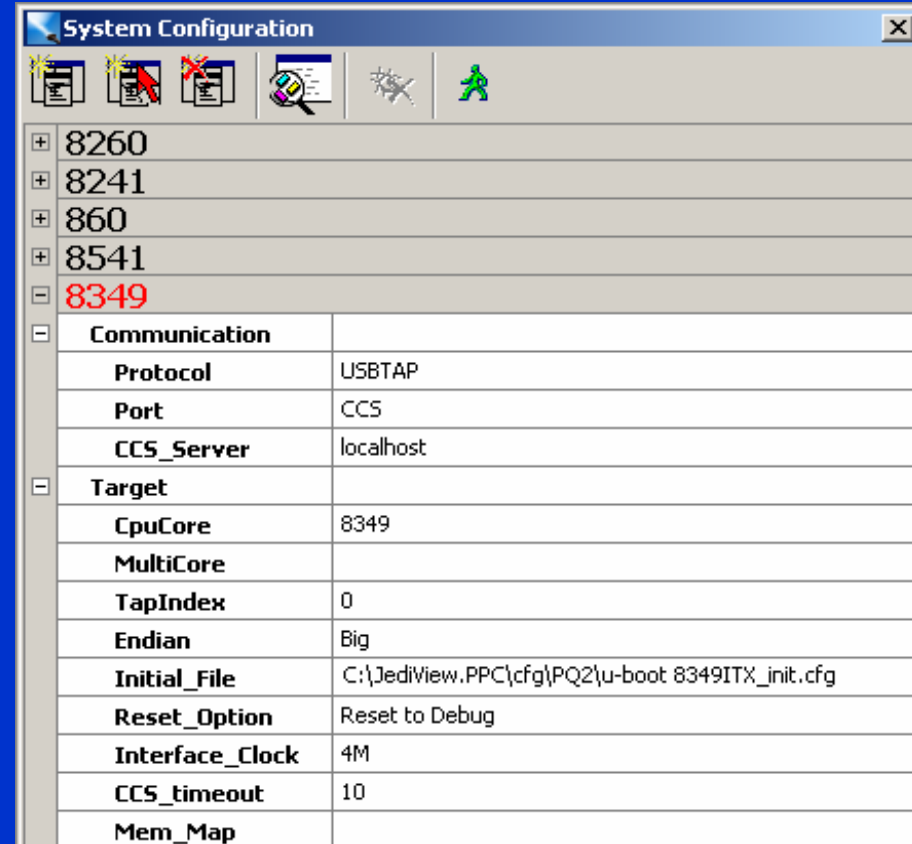 System Configuration
8260
8241
860
8541
8349
Communication
Protocol USBTAP
Port CCS
CCS_Server localhost
Target
CpuCore 8349
MultiCore
TapIndex 0
Endian Big
Initial_File C:\JediView.PPC\cfg\PQ2\u-boot 8349ITX_init.cfg
Reset_Option Reset to Debug
Interface_Clock 4M
CCS_timeout 10
Mem_Map